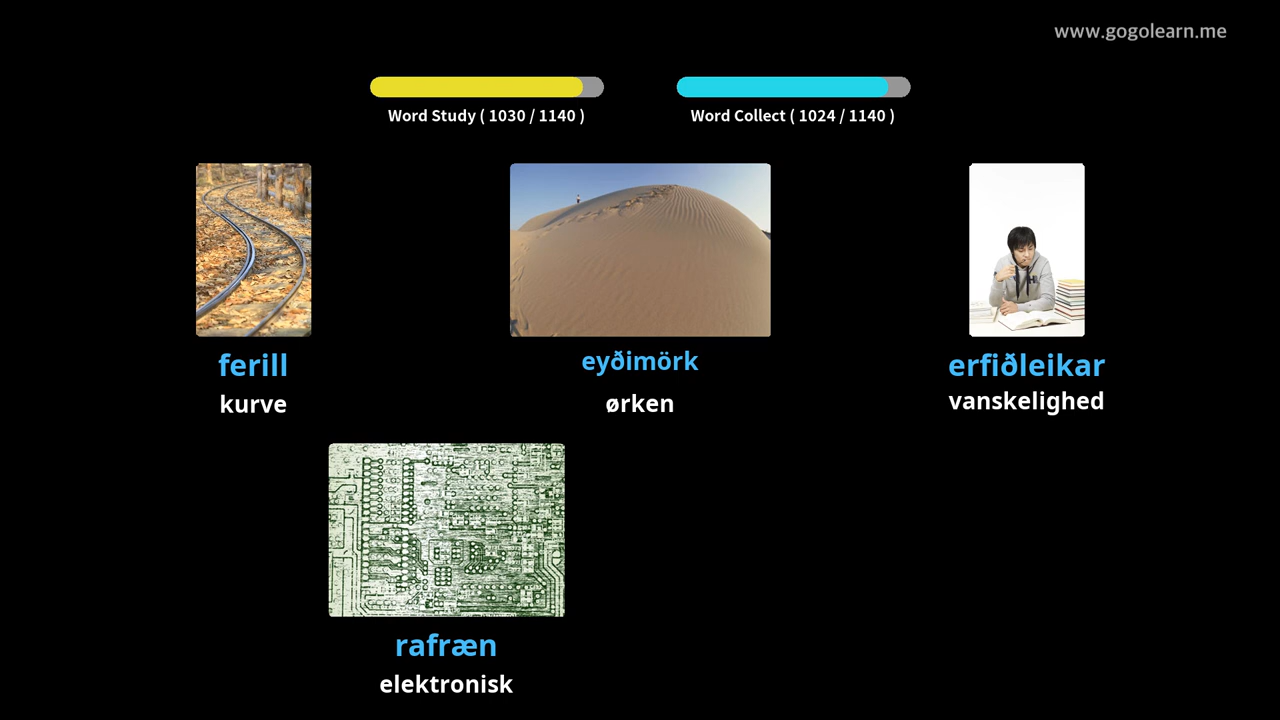 www.gogolearn.me
Word Study ( 1030 / 1140 )
Word Collect ( 1024 / 1140 )
ferill
kurve
eyðimörk
ørken
erfiðleikar
vanskelighed
rafræn
elektronisk